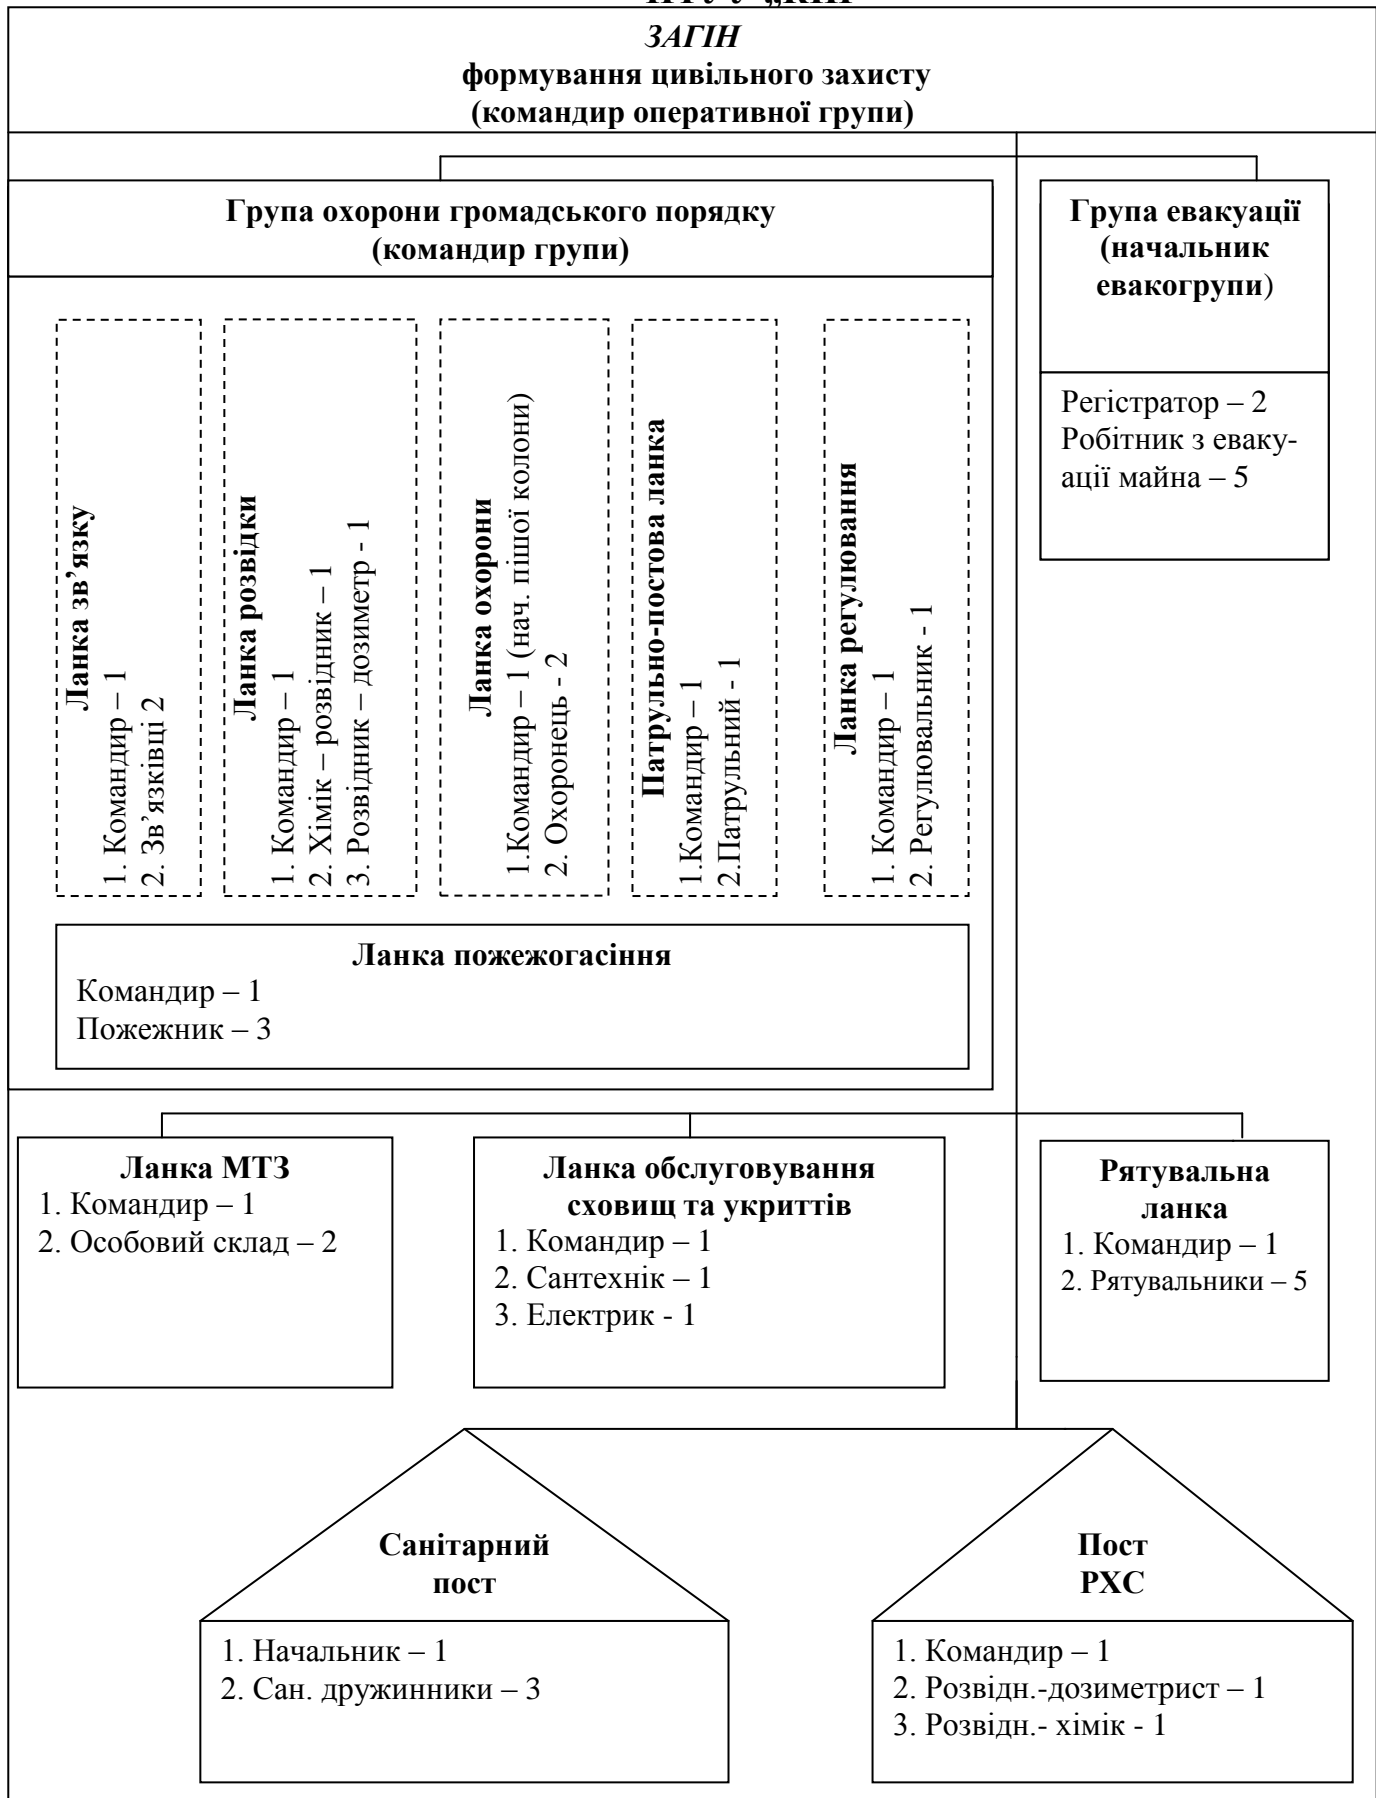 ЗАГІН
формування цивільного захисту
(командир оперативної групи)
Група охорони громадського порядку
(командир групи)
Група евакуації
(начальник
евакогрупи)
Регістратор – 2
Робітник з еваку-
ації майна – 5
Ланка зв’язку
1. Командир – 1
2. Зв’язківці 2
Ланка розвідки
1. Командир – 1
2. Хімік – розвідник – 1
3. Розвідник – дозиметр - 1
Ланка охорони
1.Командир – 1 (нач. пішої колони)
2. Охоронець - 2
Патрульно-постова ланка
1.Командир – 1
2.Патрульний - 1
Ланка регулювання
1. Командир – 1
2. Регулювальник - 1
Ланка пожежогасіння
Командир – 1
Пожежник – 3
Ланка МТЗ
1. Командир – 1
2. Особовий склад – 2
Ланка обслуговування
сховищ та укриттів
1. Командир – 1
2. Сантехнік – 1
3. Електрик - 1
Рятувальна
ланка
1. Командир – 1
2. Рятувальники – 5
Санітарний
пост
1. Начальник – 1
2. Сан. дружинники – 3
Пост
РХС
1. Командир – 1
2. Розвідн.-дозиметрист – 1
3. Розвідн.- хімік - 1